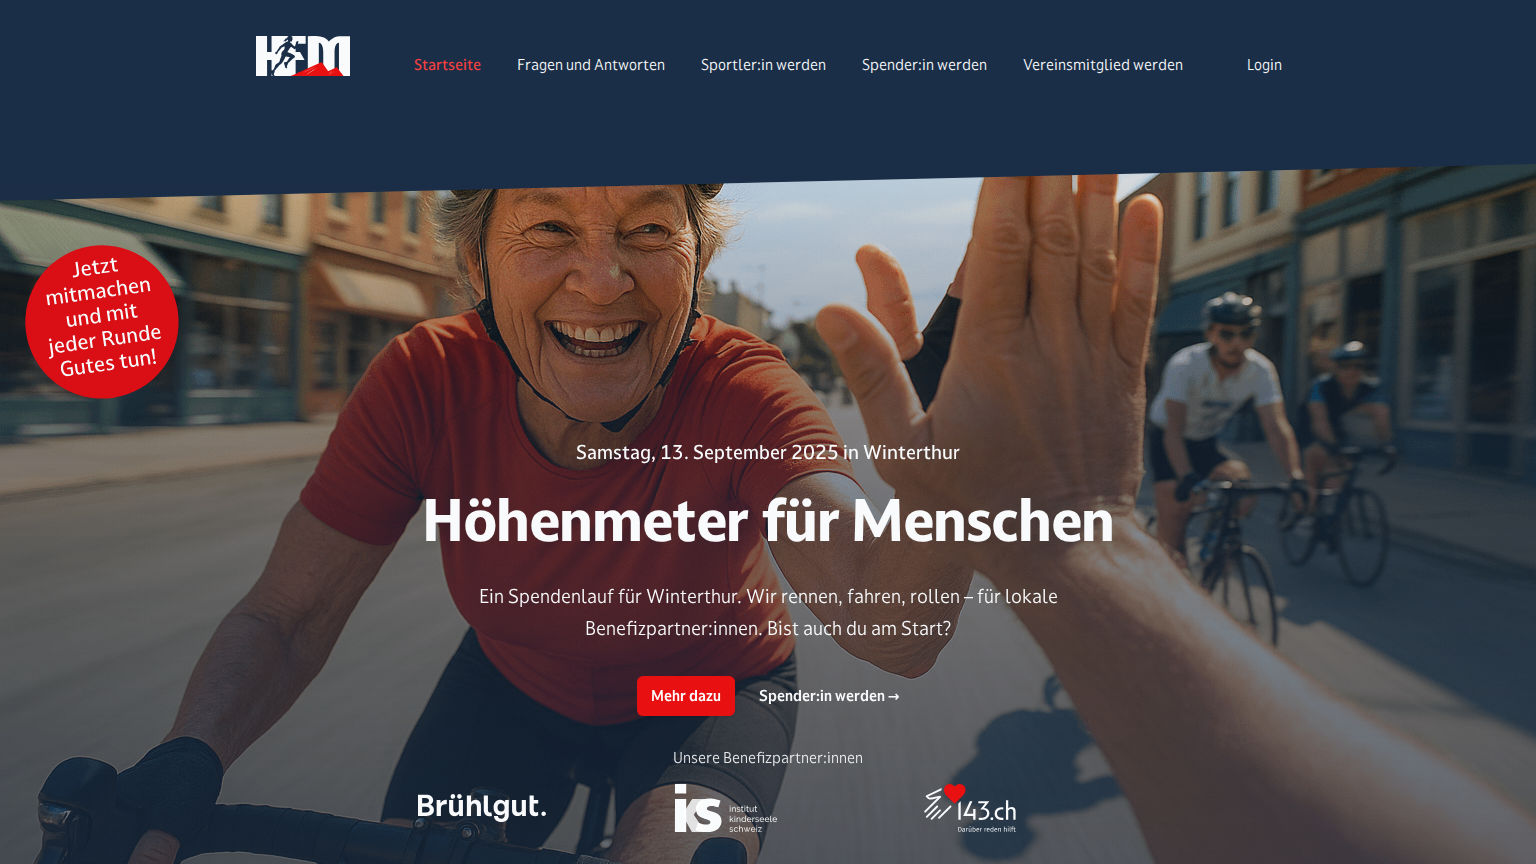 HFM
Startseite
Fragen und Antworten
Sportler:in werden
Spender:in werden
Vereinsmitglied werden
Login
Jetzt
mitmachen
und mit
jeder Runde
Gutes tun!
Samstag, 13. September 2025 in Winterthur
Höhenmeter für Menschen
Ein Spendenlauf für Winterthur. Wir rennen, fahren, rollen – für lokale
Benefizpartner:innen. Bist auch du am Start?
Mehr dazu
Spender:in werden →
Unsere Benefizpartner:innen
Brühlgut.
iks
institut
kinderseele
schweiz
143.ch
Darüber reden hilft